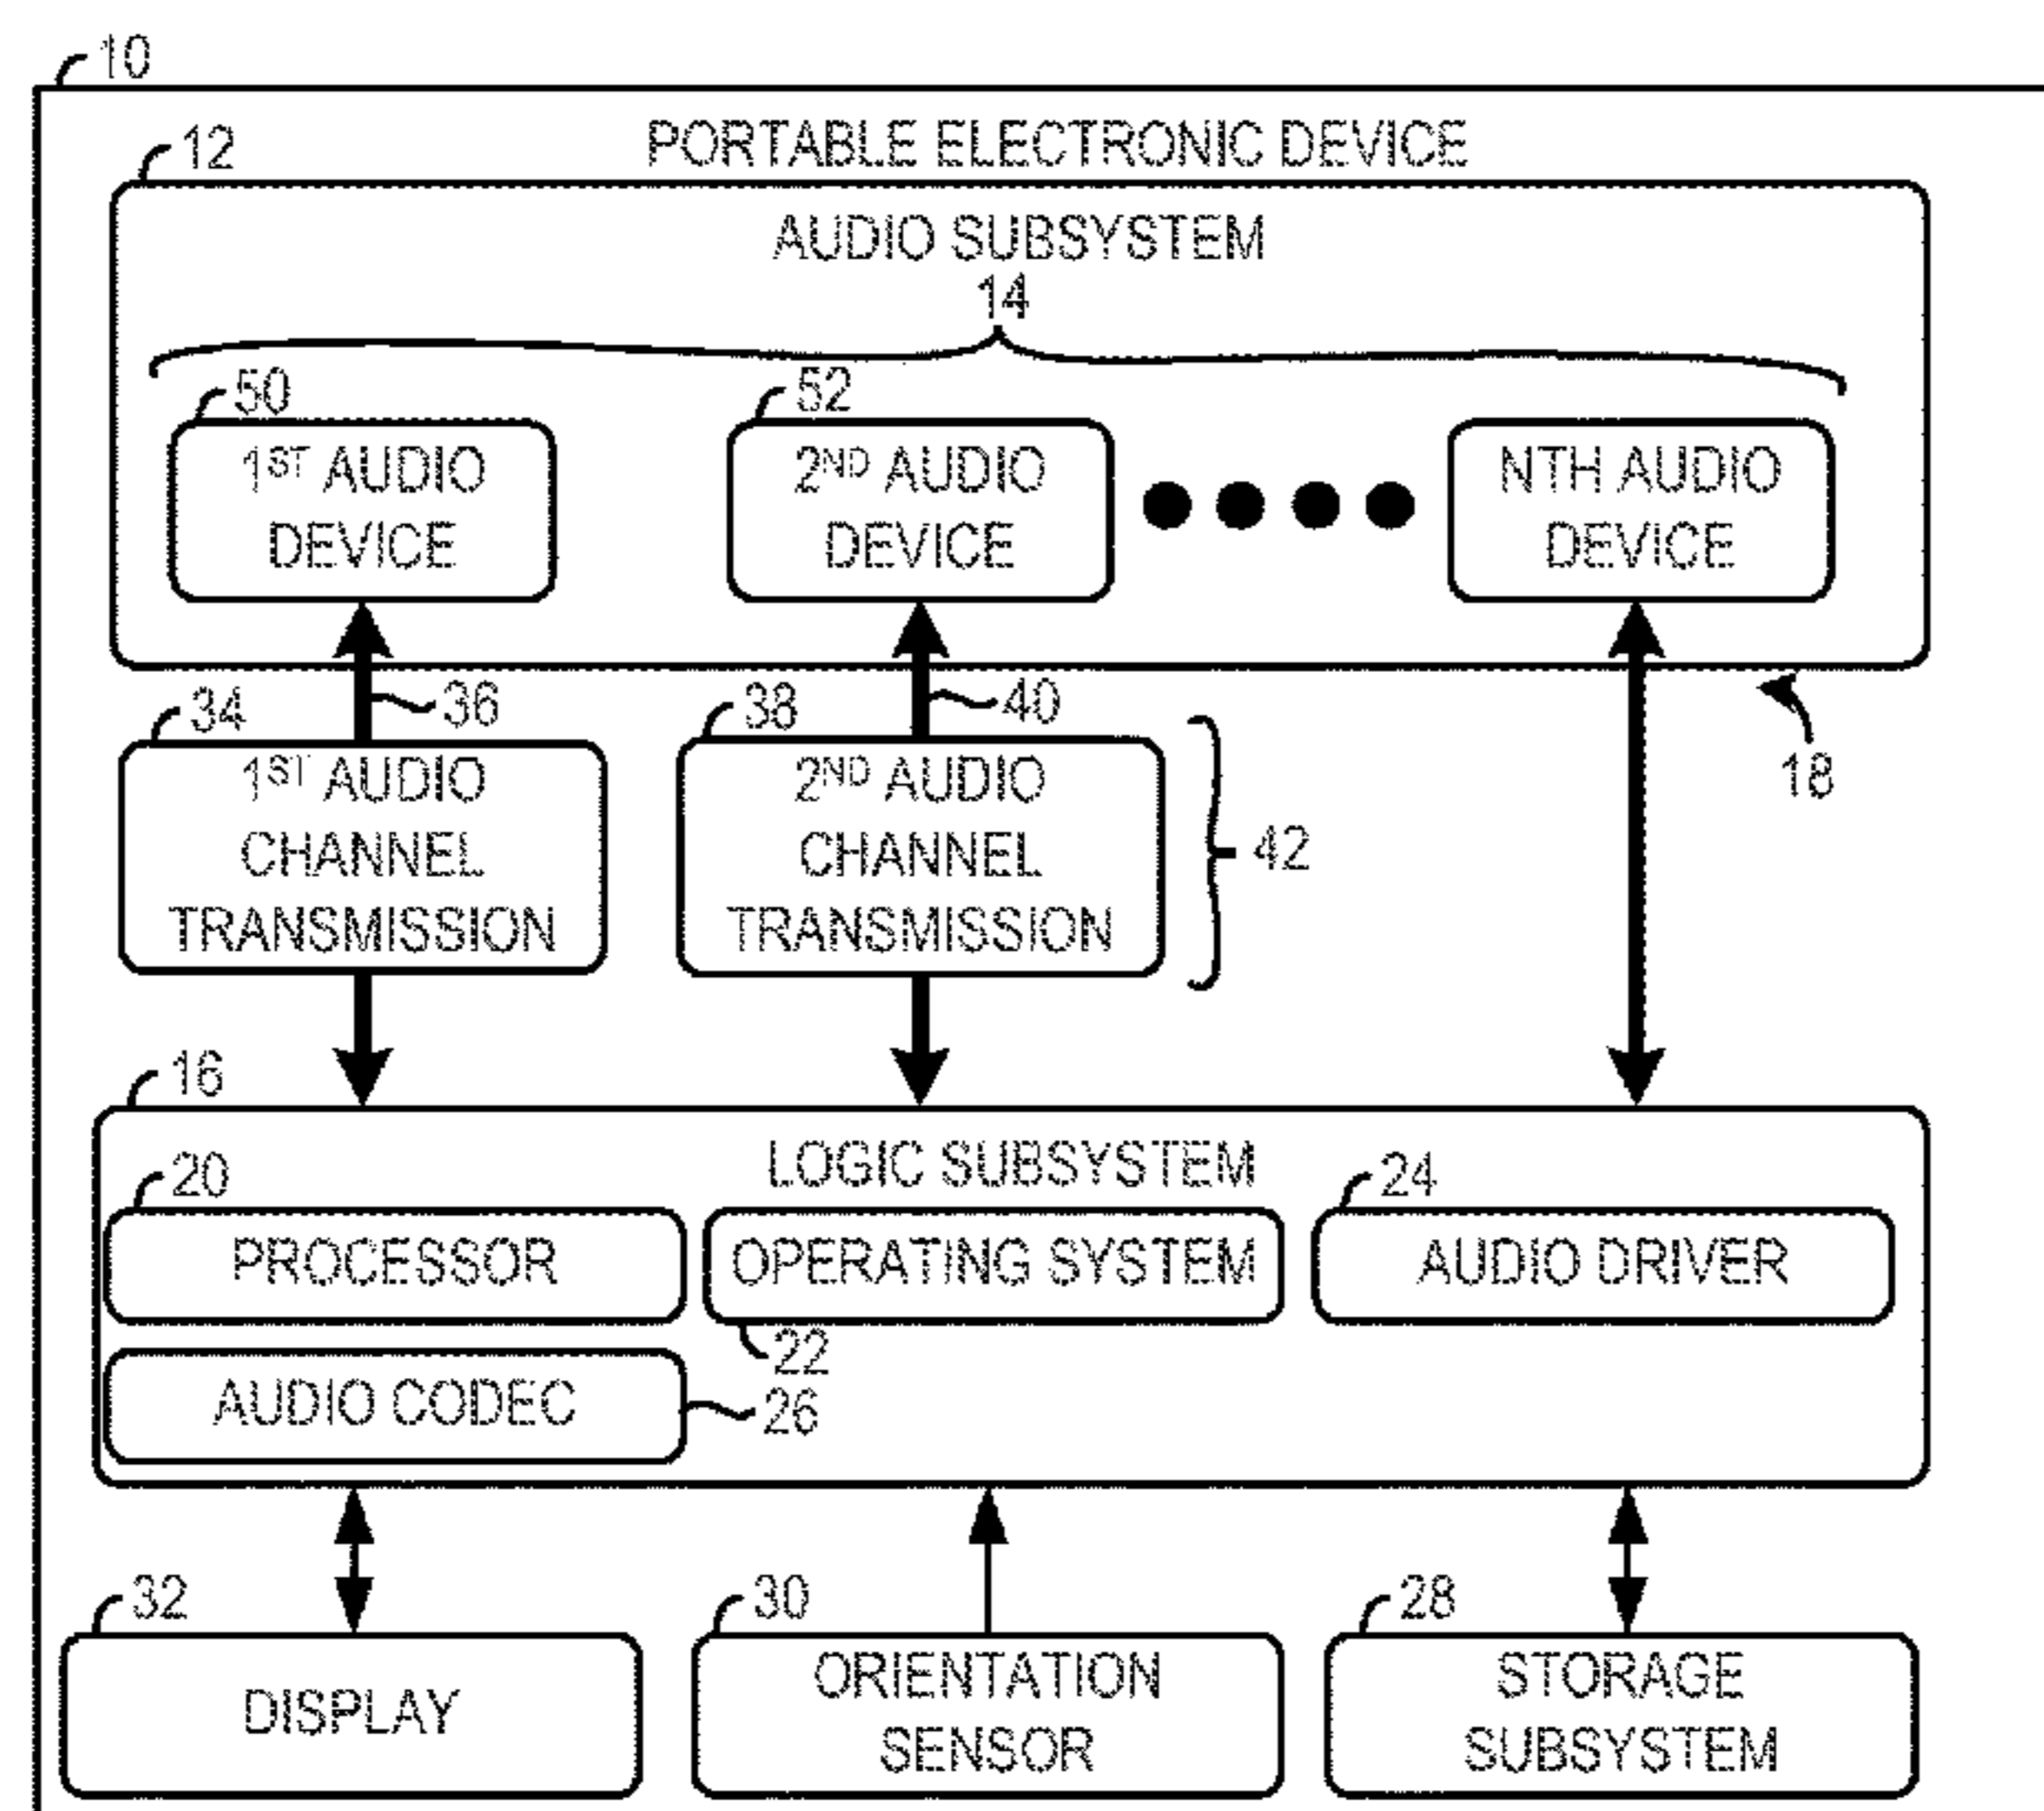 10
PORTABLE ELECTRONIC DEVICE
12
AUDIO SUBSYSTEM
14
50
1ST AUDIO
DEVICE
52
2ND AUDIO
DEVICE
NTH AUDIO
DEVICE
36
40
18
34
1ST AUDIO
CHANNEL
TRANSMISSION
38
2ND AUDIO
CHANNEL
TRANSMISSION
42
16
LOGIC SUBSYSTEM
20
PROCESSOR
OPERATING SYSTEM
22
24
AUDIO DRIVER
AUDIO CODEC
26
32
DISPLAY
30
ORIENTATION
SENSOR
28
STORAGE
SUBSYSTEM